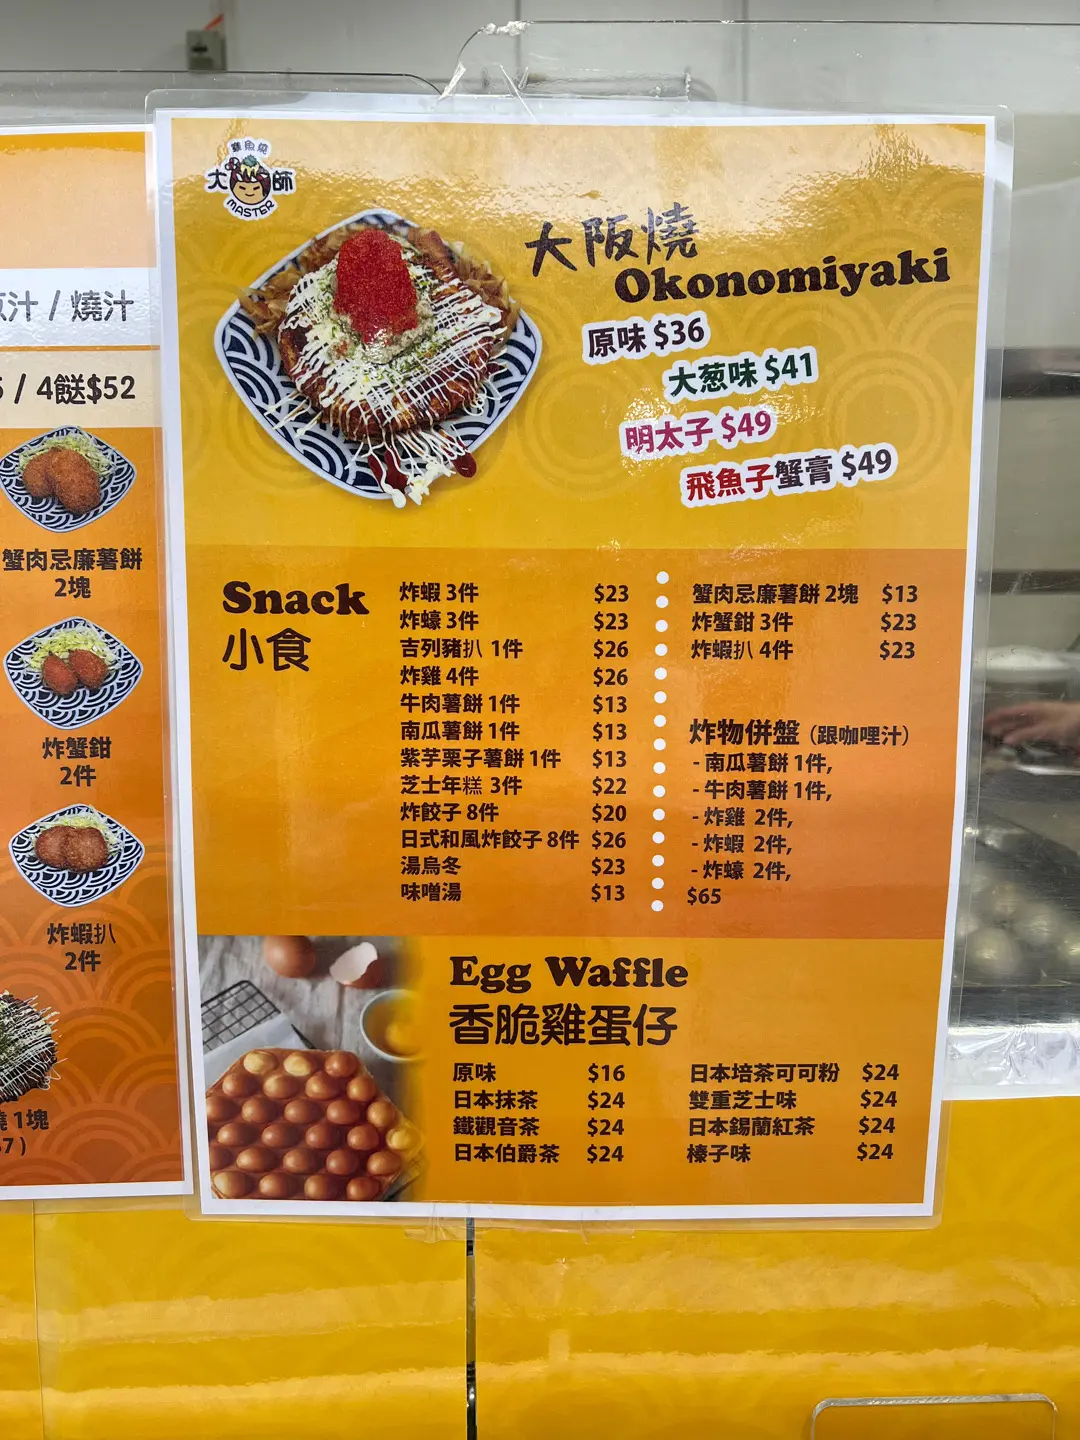 汁 / 燒汁
/ 4餸$52
蟹肉忌廉薯餅
2塊
炸蟹鉗
2件
炸蝦扒
2件
燒 1塊
章魚燒
大師
MASTER
大阪燒
Okonomiyaki
原味 $36
大葱味 $41
明太子 $49
飛魚子蟹膏 $49
Snack
小食
炸蝦 3件 $23
炸蠔 3件 $23
吉列豬扒 1件 $26
炸雞 4件 $26
牛肉薯餅 1件 $13
南瓜薯餅 1件 $13
紫芋栗子薯餅 1件 $13
芝士年糕 3件 $22
炸餃子 8件 $20
日式和風炸餃子 8件 $26
湯烏冬 $23
味噌湯 $13
蟹肉忌廉薯餅 2塊 $13
炸蟹鉗 3件 $23
炸蝦扒 4件 $23
炸物併盤 (跟咖哩汁)
- 南瓜薯餅 1件,
- 牛肉薯餅 1件,
- 炸雞 2件,
- 炸蝦 2件,
- 炸蠔 2件,
$65
Egg Waffle
香脆雞蛋仔
原味 $16
日本抹茶 $24
鐵觀音茶 $24
日本伯爵茶 $24
日本培茶可可粉 $24
雙重芝士味 $24
日本錫蘭紅茶 $24
榛子味 $24